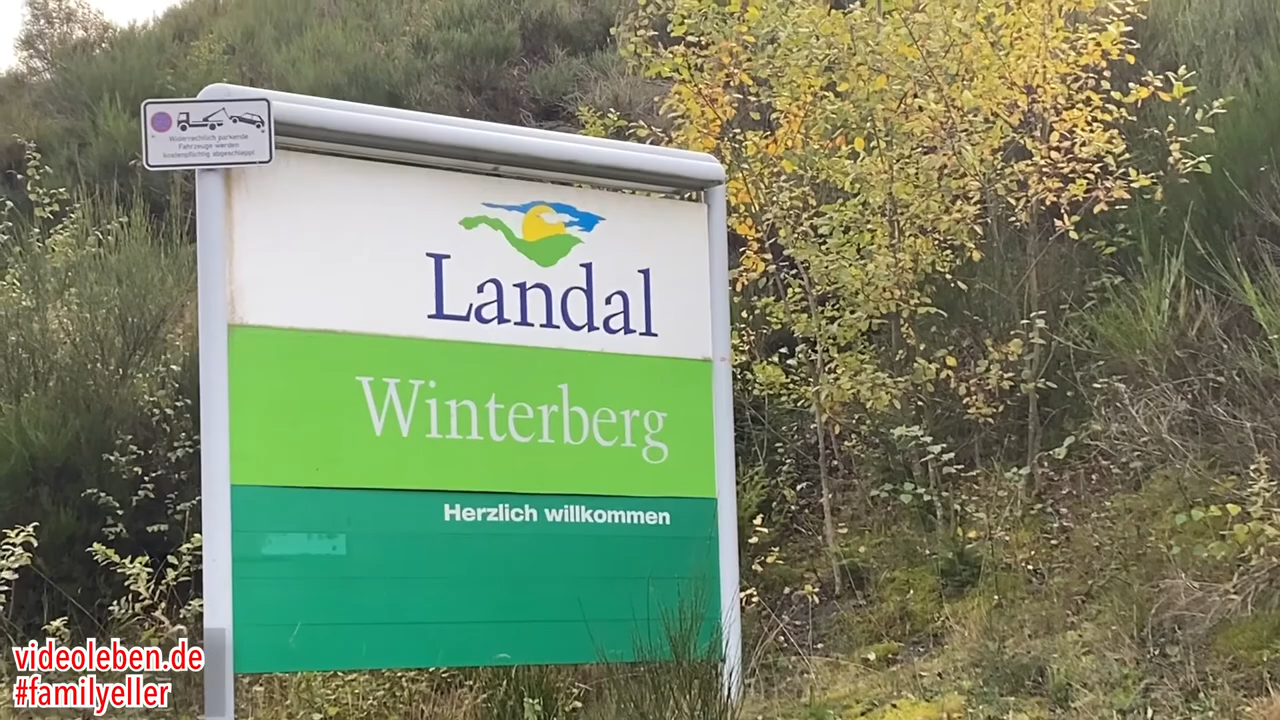 Widerrechtlich parkende
Fahrzeuge werden
kostenpflichtig abgeschleppt
Landal
Winterberg
Herzlich willkommen
videoleben.de
#familyeller